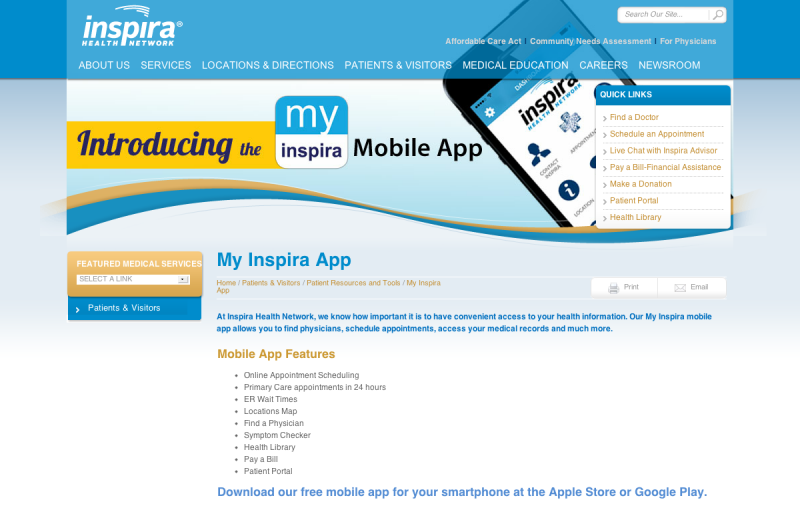 inspira®
HEALTH NETWORK
Search Our Site...
Affordable Care Act | Community Needs Assessment | For Physicians
ABOUT US SERVICES LOCATIONS & DIRECTIONS PATIENTS & VISITORS MEDICAL EDUCATION CAREERS NEWSROOM
Introducing the my inspira Mobile App
inspira
HEALTH NETWORK
CONTACT INSPIRA
LOCATION
QUICK LINKS
Find a Doctor
Schedule an Appointment
Live Chat with Inspira Advisor
Pay a Bill-Financial Assistance
Make a Donation
Patient Portal
Health Library
FEATURED MEDICAL SERVICES
SELECT A LINK
Patients & Visitors
My Inspira App
Home / Patients & Visitors / Patient Resources and Tools / My Inspira
App
Print Email
At Inspira Health Network, we know how important it is to have convenient access to your health information. Our My Inspira mobile
app allows you to find physicians, schedule appointments, access your medical records and much more.
Mobile App Features
Online Appointment Scheduling
Primary Care appointments in 24 hours
ER Wait Times
Locations Map
Find a Physician
Symptom Checker
Health Library
Pay a Bill
Patient Portal
Download our free mobile app for your smartphone at the Apple Store or Google Play.